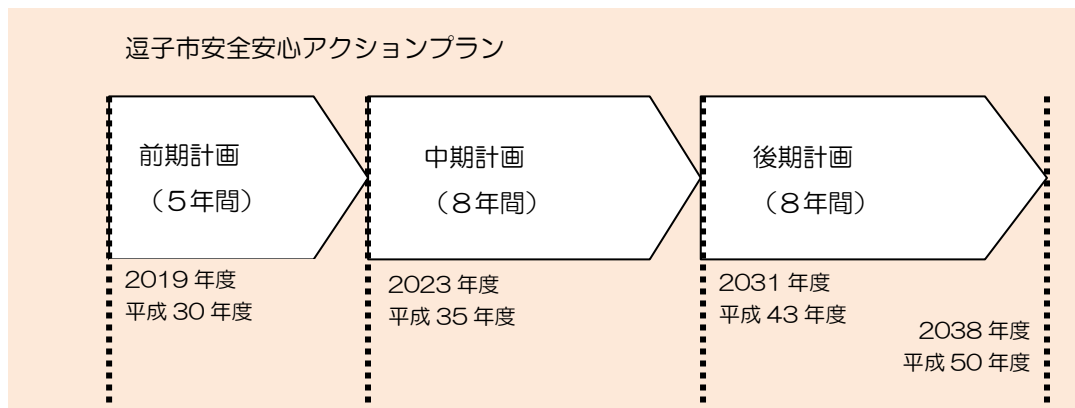 逗子市安全安心アクションプラン
前期計画
（５年間）
中期計画
（８年間）
後期計画
（８年間）
2019 年度
平成 30 年度
2023 年度
平成 35 年度
2031 年度
平成 43 年度
2038 年度
平成 50 年度